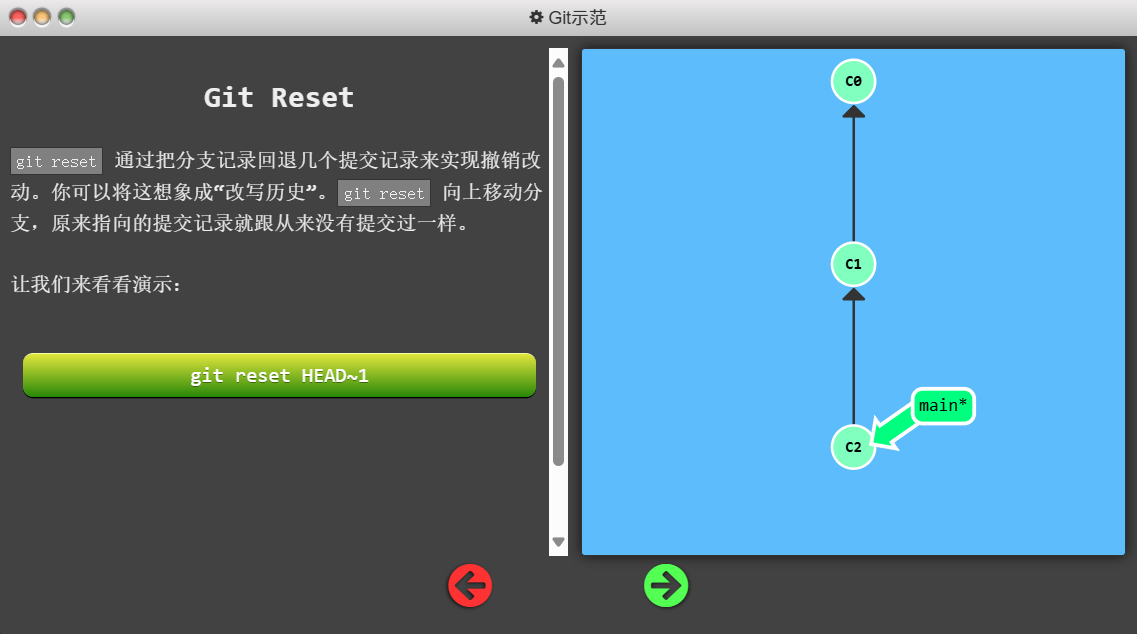 Git示范
Git Reset
git reset 通过把分支记录回退几个提交记录来实现撤销改
动。你可以将这想象成“改写历史”。git reset 向上移动分
支，原来指向的提交记录就跟从来没有提交过一样。
让我们来看看演示：
git reset HEAD~1
C0
C1
main*
C2